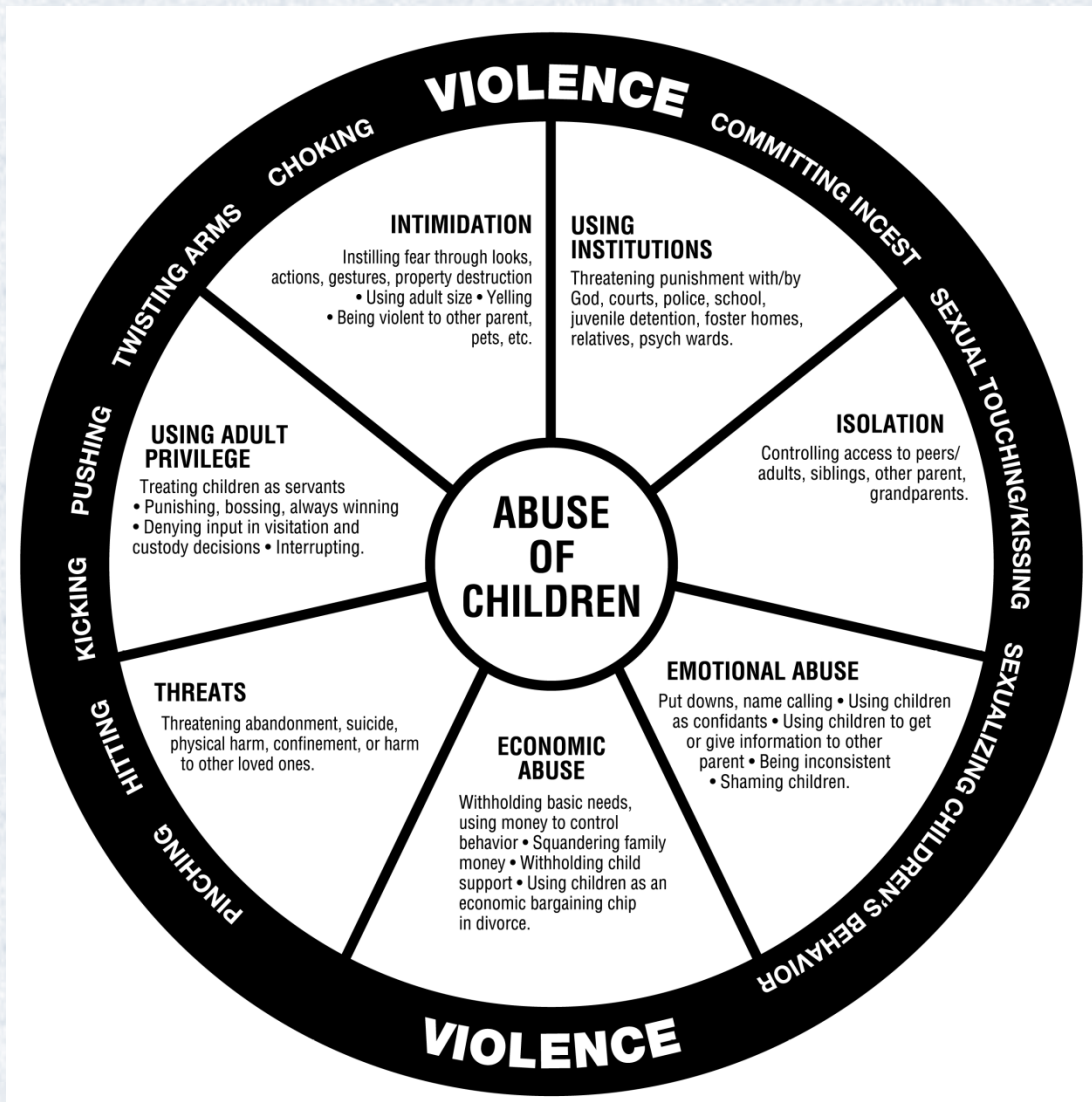 VIOLENCE
COMMITTING INCEST
SEXUAL TOUCHING/KISSING
SEXUALIZING CHILDREN'S BEHAVIOR
VIOLENCE
PINCHING
HITTING
KICKING
PUSHING
TWISTING ARMS
CHOKING
ABUSE
OF
CHILDREN
INTIMIDATION
Instilling fear through looks,
actions, gestures, property destruction
• Using adult size • Yelling
• Being violent to other parent,
pets, etc.
USING
INSTITUTIONS
Threatening punishment with/by
God, courts, police, school,
juvenile detention, foster homes,
relatives, psych wards.
ISOLATION
Controlling access to peers/
adults, siblings, other parent,
grandparents.
EMOTIONAL ABUSE
Put downs, name calling • Using children
as confidants • Using children to get
or give information to other
parent • Being inconsistent
• Shaming children.
ECONOMIC
ABUSE
Withholding basic needs,
using money to control
behavior • Squandering family
money • Withholding child
support • Using children as an
economic bargaining chip
in divorce.
THREATS
Threatening abandonment, suicide,
physical harm, confinement, or harm
to other loved ones.
USING ADULT
PRIVILEGE
Treating children as servants
• Punishing, bossing, always winning
• Denying input in visitation and
custody decisions • Interrupting.